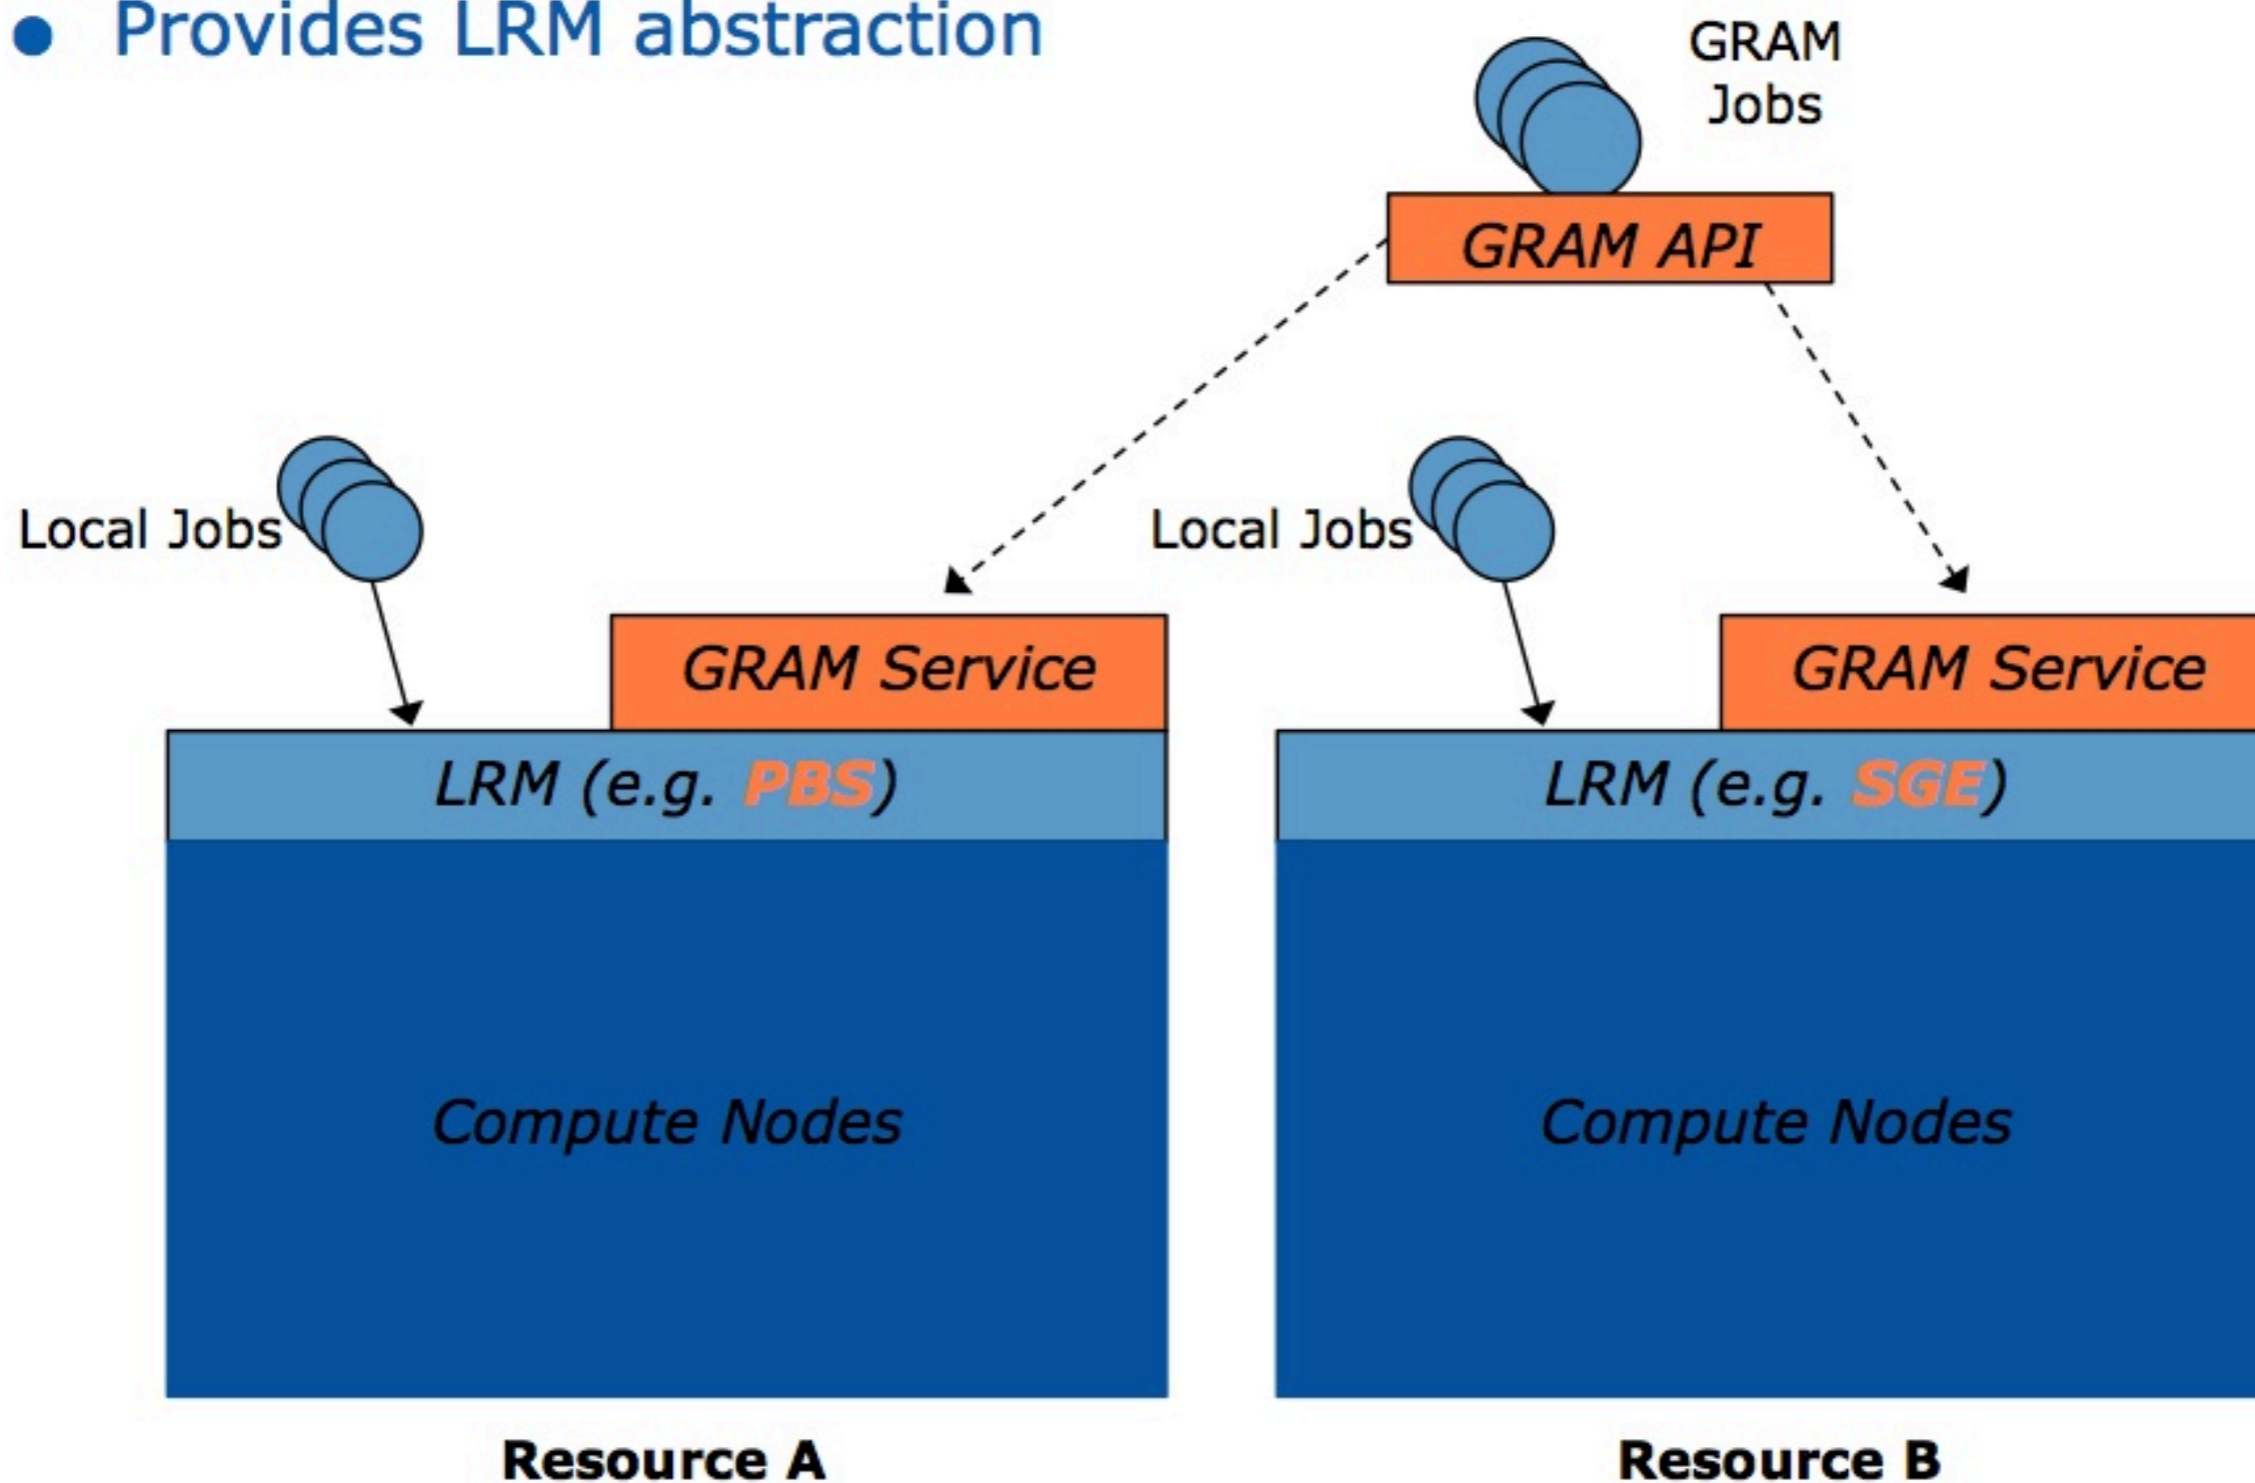 ● Provides LRM abstraction
GRAM
Jobs
GRAM API
Local Jobs
Local Jobs
GRAM Service
GRAM Service
LRM (e.g. PBS)
LRM (e.g. SGE)
Compute Nodes
Compute Nodes
Resource A
Resource B